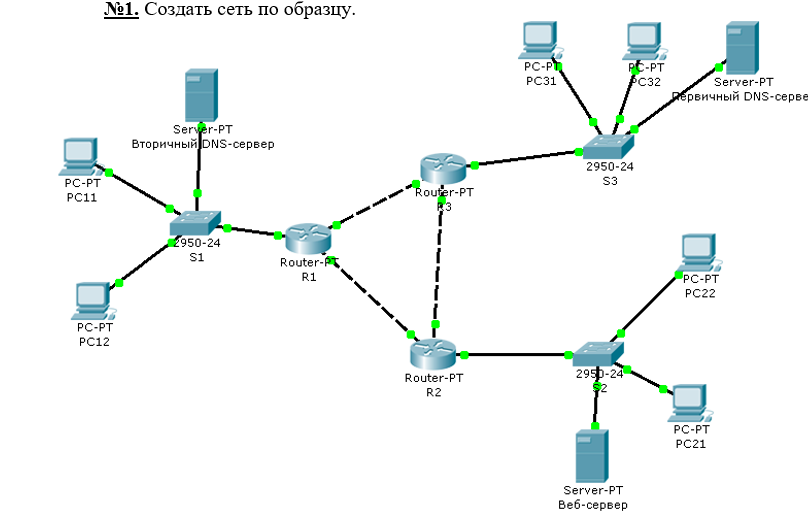 №1. Создать сеть по образцу.
PC-PT
PC31
PC-PT
PC32
Server-PT
Первичный DNS-серве
Server-PT
Вторичный DNS-сервер
2950-24
S3
PC-PT
PC11
Router-PT
R3
2950-24
S1
Router-PT
R1
PC-PT
PC22
PC-PT
PC12
Router-PT
R2
2950-24
S2
PC-PT
PC21
Server-PT
Веб-сервер